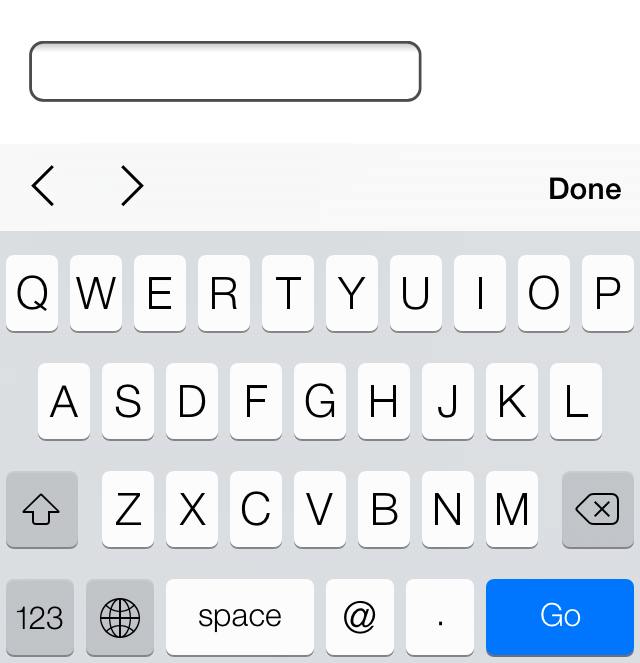 Done
Q W E R T Y U I O P
A S D F G H J K L
Z X C V B N M
123 space @ . Go